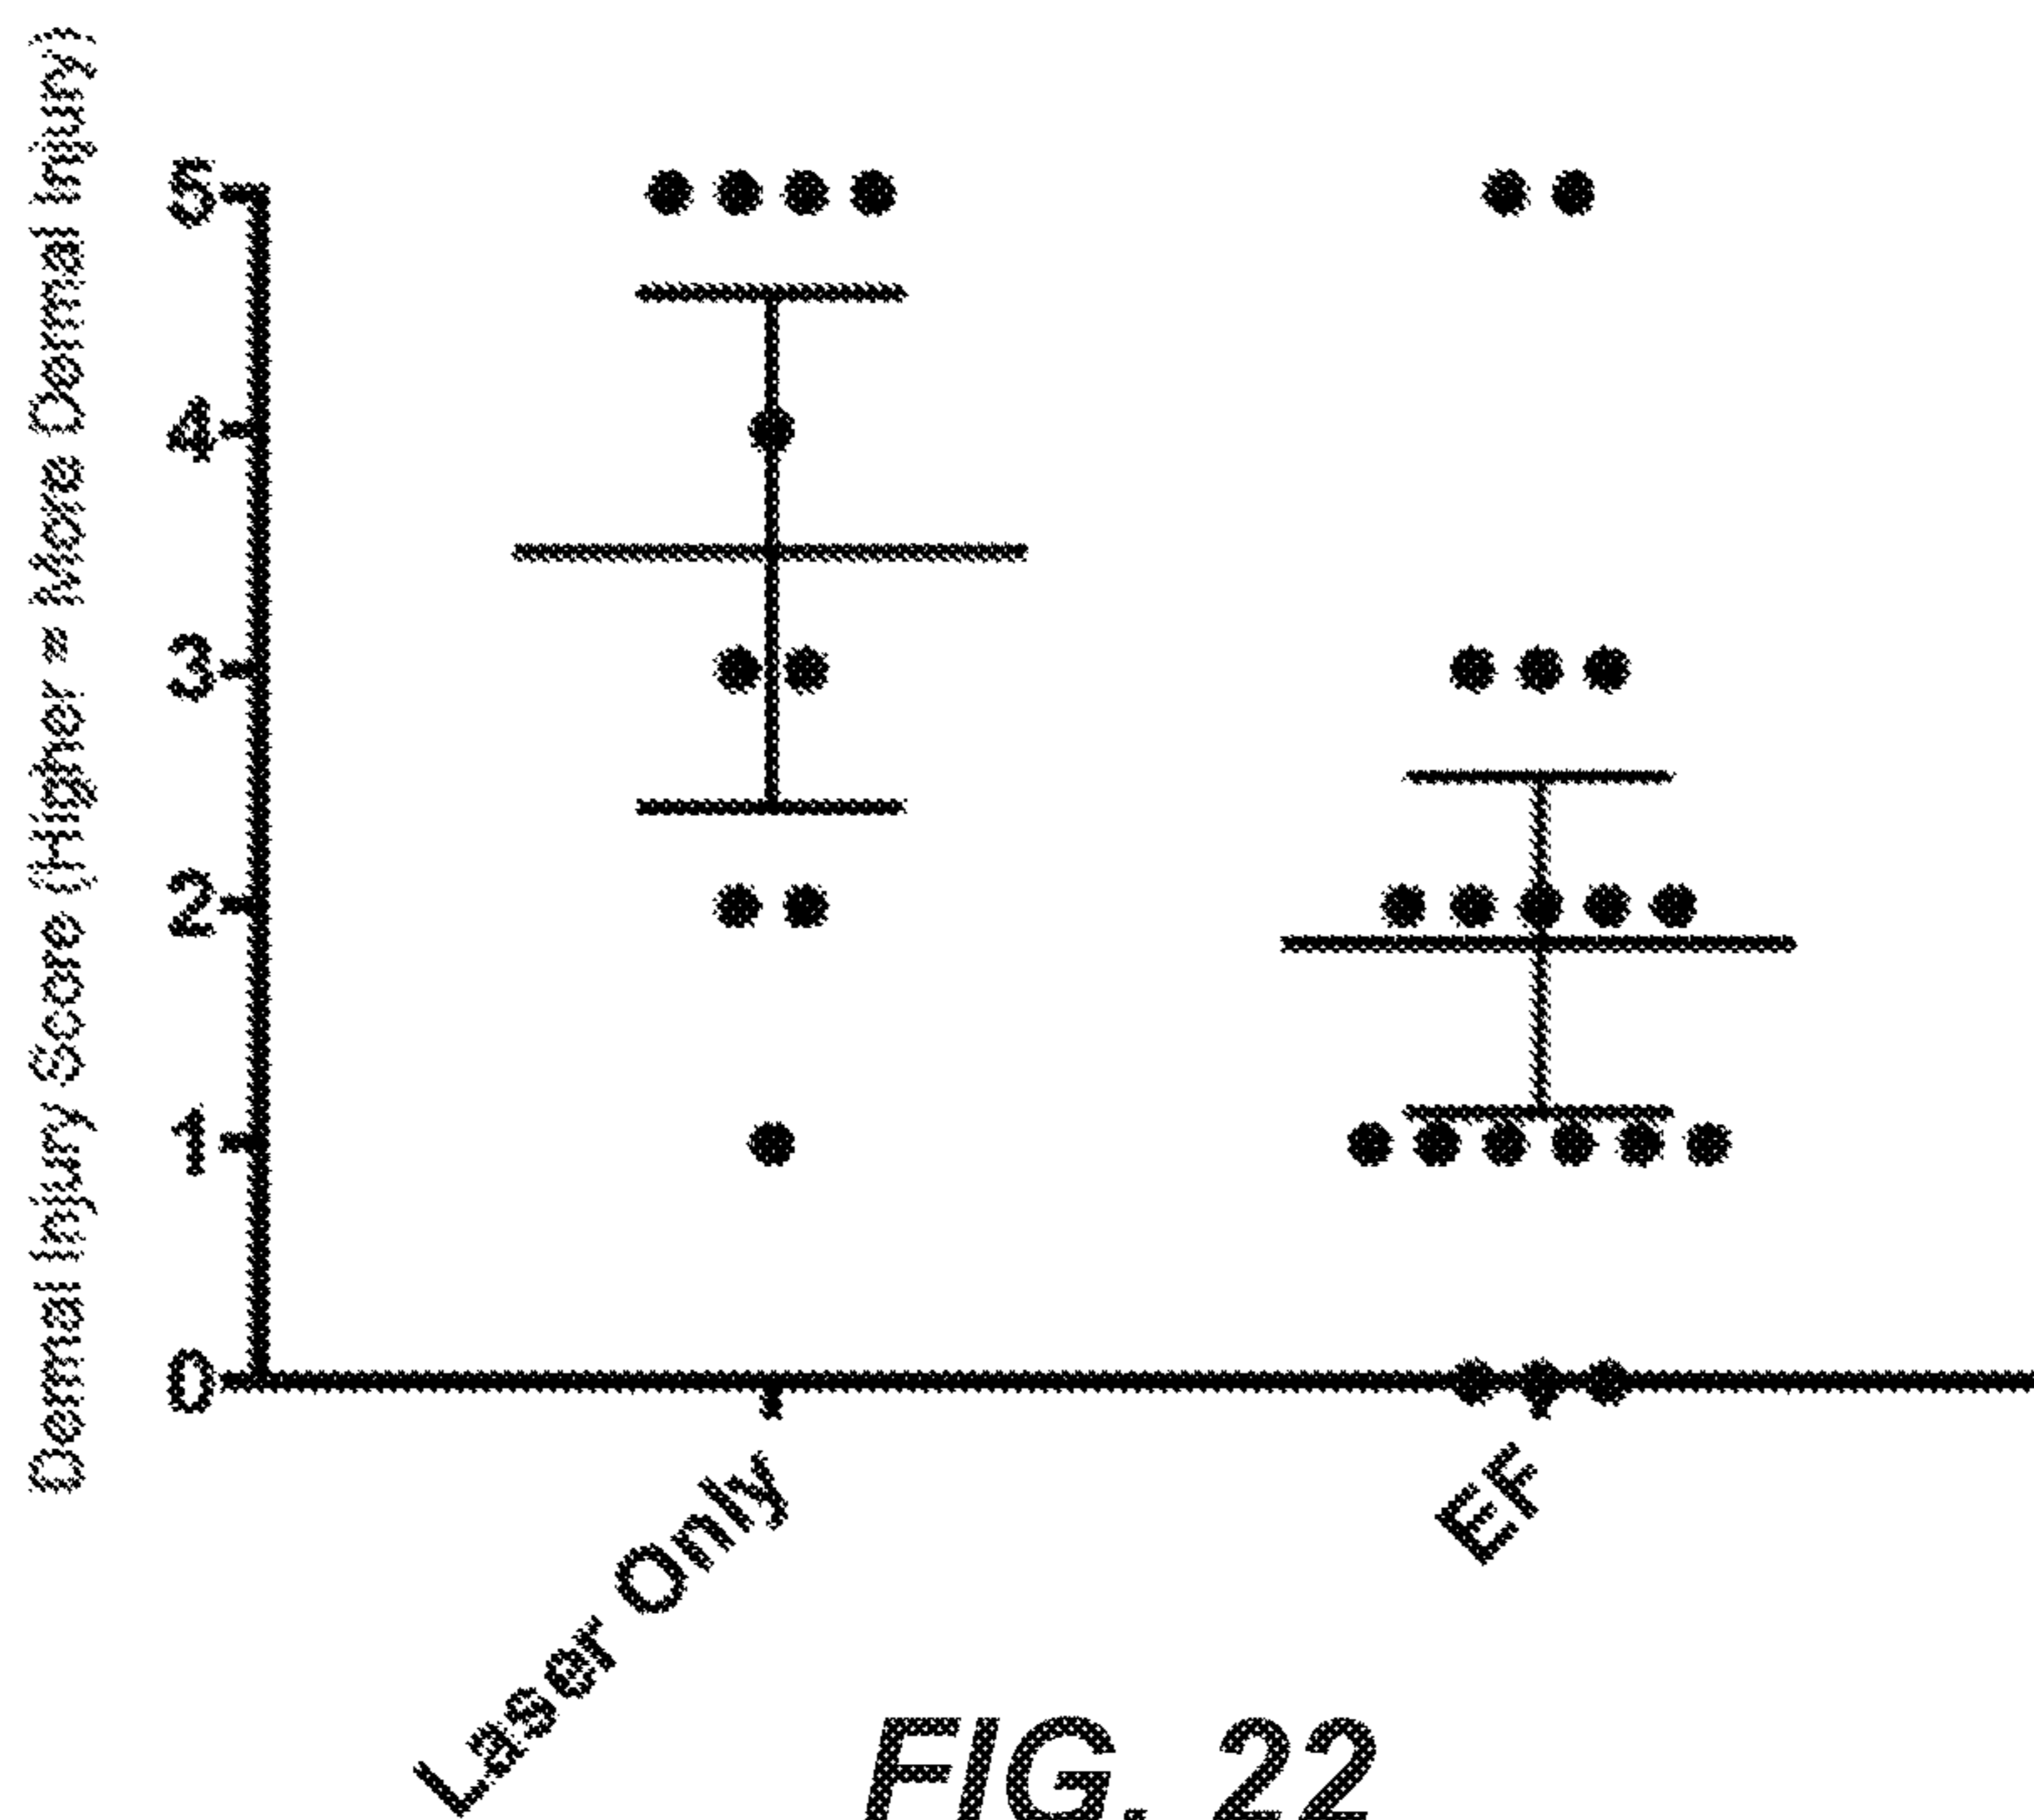 Dermal Injury Score (Higher = More Dermal Injury)
5
4
3
2
1
0
Laser Only
EF
FIG. 22